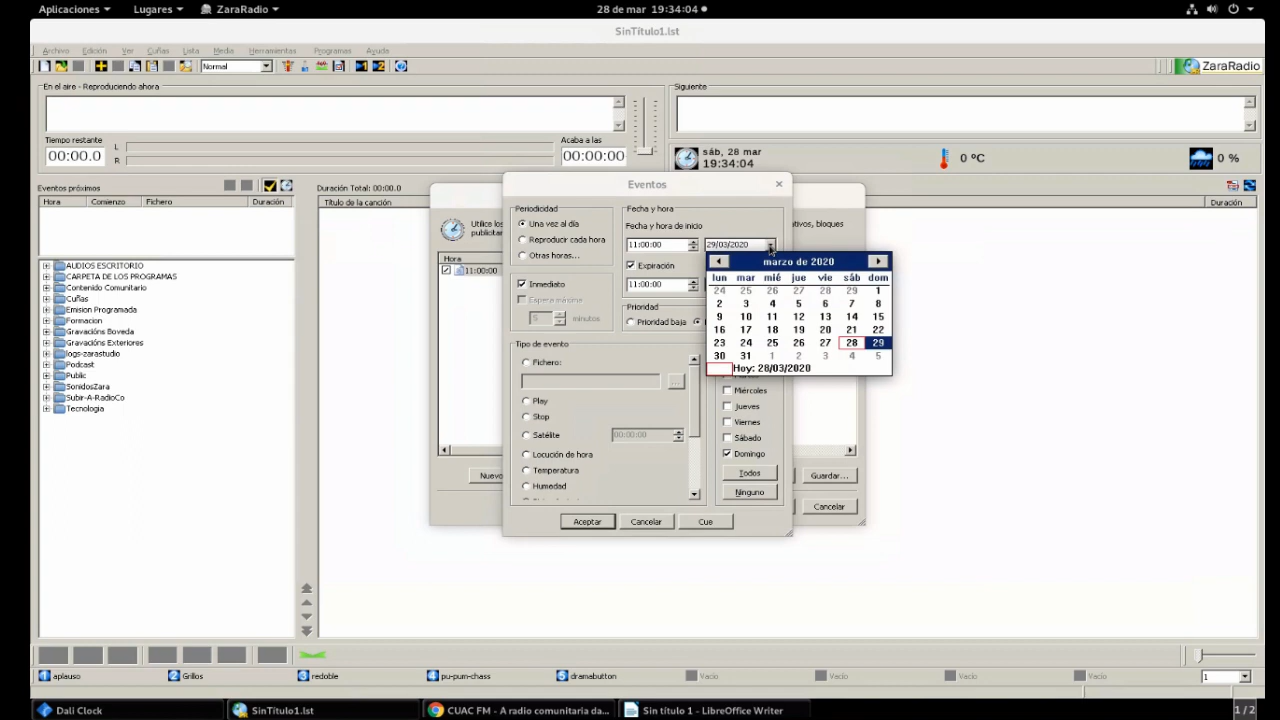 Aplicaciones Lugares ZaraRadio 28 de mar 19:34:04
SinTítulo1.lst
Archivo Edición Ver Cuñas Lista Media Herramientas Programas Ayuda
Normal ZaraRadio
En el aire - Reproduciendo ahora Siguiente
Tiempo restante Acaba a las
00:00.0 L R 00:00:00
sáb, 28 mar
19:34:04 0 ºC 0 %
Eventos próximos Duración Total: 00:00.0
Hora Comienzo Fichero Duración Título de la canción Duración
AUDIOS ESCRITORIO
CARPETA DE LOS PROGRAMAS
Contenido Comunitario
Cuñas
Emision Programada
Formacion
Gravacións Boveda
Gravacións Exteriores
logs-zarastudio
Podcast
Public
SonidosZara
Subir-A-RadioCo
Tecnologia
Utilice los
publicitar
tivos, bloques
Hora
11:00:00
Nuevo
Guardar...
Cancelar
Eventos
Periodicidad
Una vez al día
Reproducir cada hora
Otras horas...
Inmediato
Espera máxima
5 minutos
Fecha y hora
Fecha y hora de inicio
11:00:00 29/03/2020
Expiración
11:00:00
Prioridad
Prioridad baja
marzo de 2020
lun mar mié jue vie sáb dom
24 25 26 27 28 29 1
2 3 4 5 6 7 8
9 10 11 12 13 14 15
16 17 18 19 20 21 22
23 24 25 26 27 28 29
30 31 1 2 3 4 5
Hoy: 28/03/2020
Tipo de evento
Fichero:
...
Play
Stop
Satélite 00:00:00
Locución de hora
Temperatura
Humedad
Miércoles
Jueves
Viernes
Sábado
Domingo
Todos
Ninguno
Aceptar Cancelar Cue
1 aplauso 2 Grillos 3 redoble 4 pu-pum-chass 5 dramabutton Vacío Vacío Vacío Vacío 1
Dali Clock SinTítulo1.lst CUAC FM - A radio comunitaria da... Sin título 1 - LibreOffice Writer 1 / 2